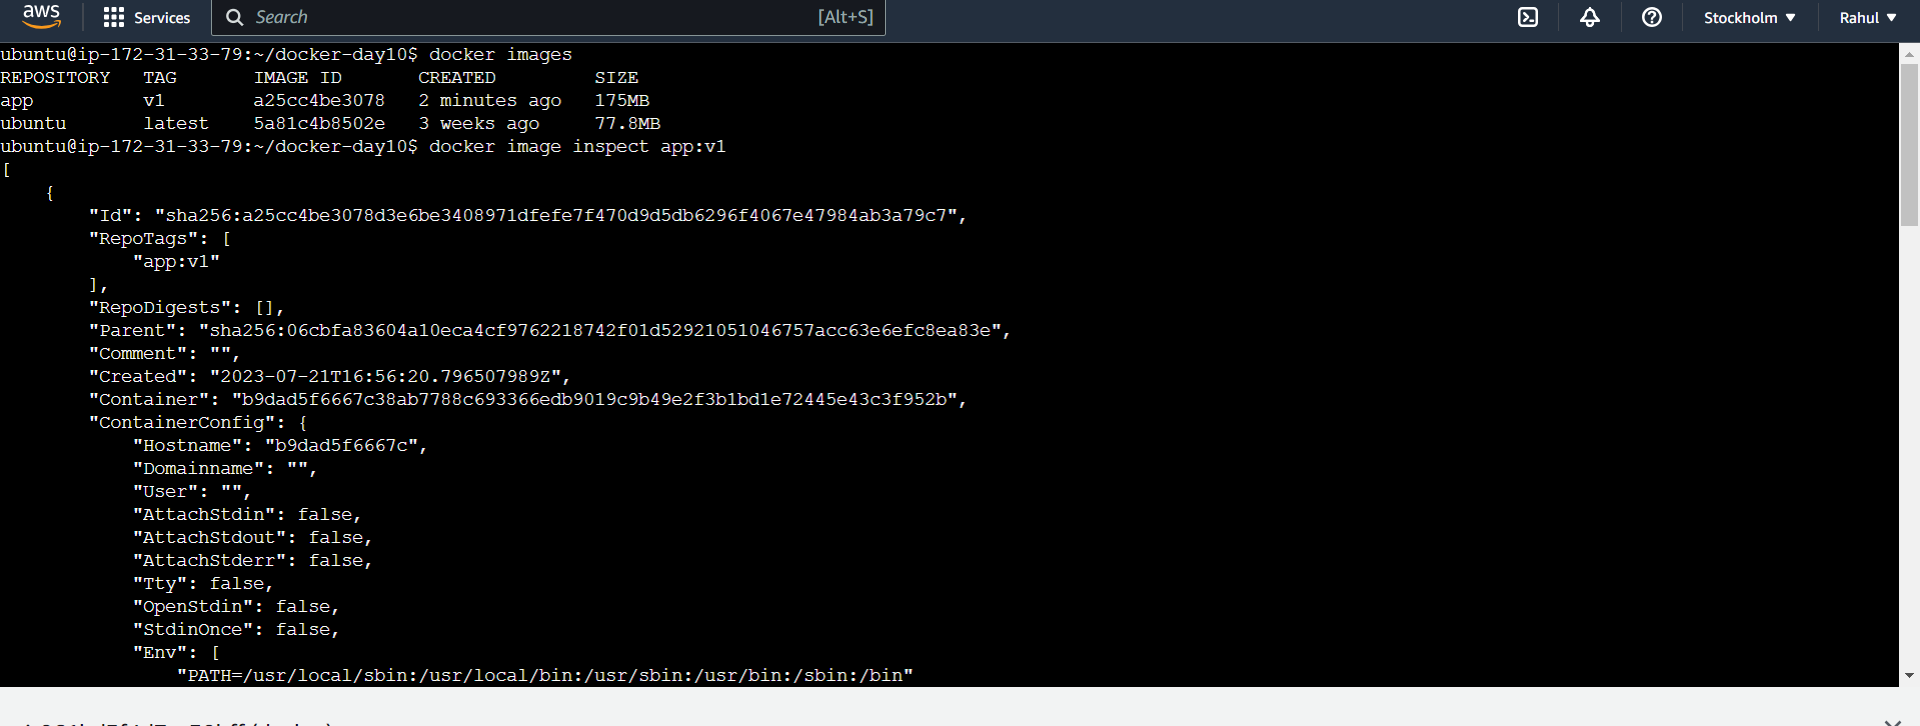 aws Services Search [Alt+S] Stockholm Rahul
ubuntu@ip-172-31-33-79:~/docker-day10$ docker images
REPOSITORY TAG IMAGE ID CREATED SIZE
app v1 a25cc4be3078 2 minutes ago 175MB
ubuntu latest 5a81c4b8502e 3 weeks ago 77.8MB
ubuntu@ip-172-31-33-79:~/docker-day10$ docker image inspect app:v1
[
{
"Id": "sha256:a25cc4be3078d3e6be3408971dfefe7f470d9d5db6296f4067e47984ab3a79c7",
"RepoTags": [
"app:v1"
],
"RepoDigests": [],
"Parent": "sha256:06cbfa83604a10eca4cf9762218742f01d52921051046757acc63e6efc8ea83e",
"Comment": "",
"Created": "2023-07-21T16:56:20.796507989Z",
"Container": "b9dad5f6667c38ab7788c693366edb9019c9b49e2f3b1bd1e72445e43c3f952b",
"ContainerConfig": {
"Hostname": "b9dad5f6667c",
"Domainname": "",
"User": "",
"AttachStdin": false,
"AttachStdout": false,
"AttachStderr": false,
"Tty": false,
"OpenStdin": false,
"StdinOnce": false,
"Env": [
"PATH=/usr/local/sbin:/usr/local/bin:/usr/sbin:/usr/bin:/sbin:/bin"